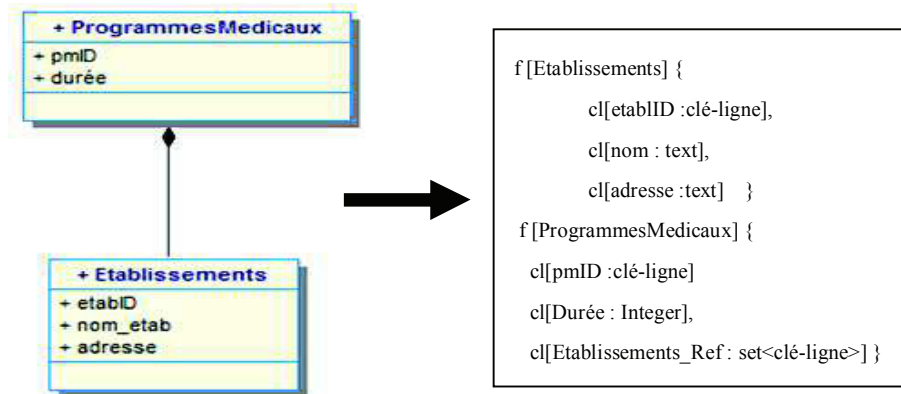 + ProgrammesMedicaux
+ pmID
+ durée
+ Etablissements
+ etabID
+ nom_etab
+ adresse
f [Etablissements] {
cl[etablID :clé-ligne],
cl[nom : text],
cl[adresse :text] }
f [ProgrammesMedicaux] {
cl[pmID :clé-ligne]
cl[Durée : Integer],
cl[Etablissements_Ref : set<clé-ligne>] }